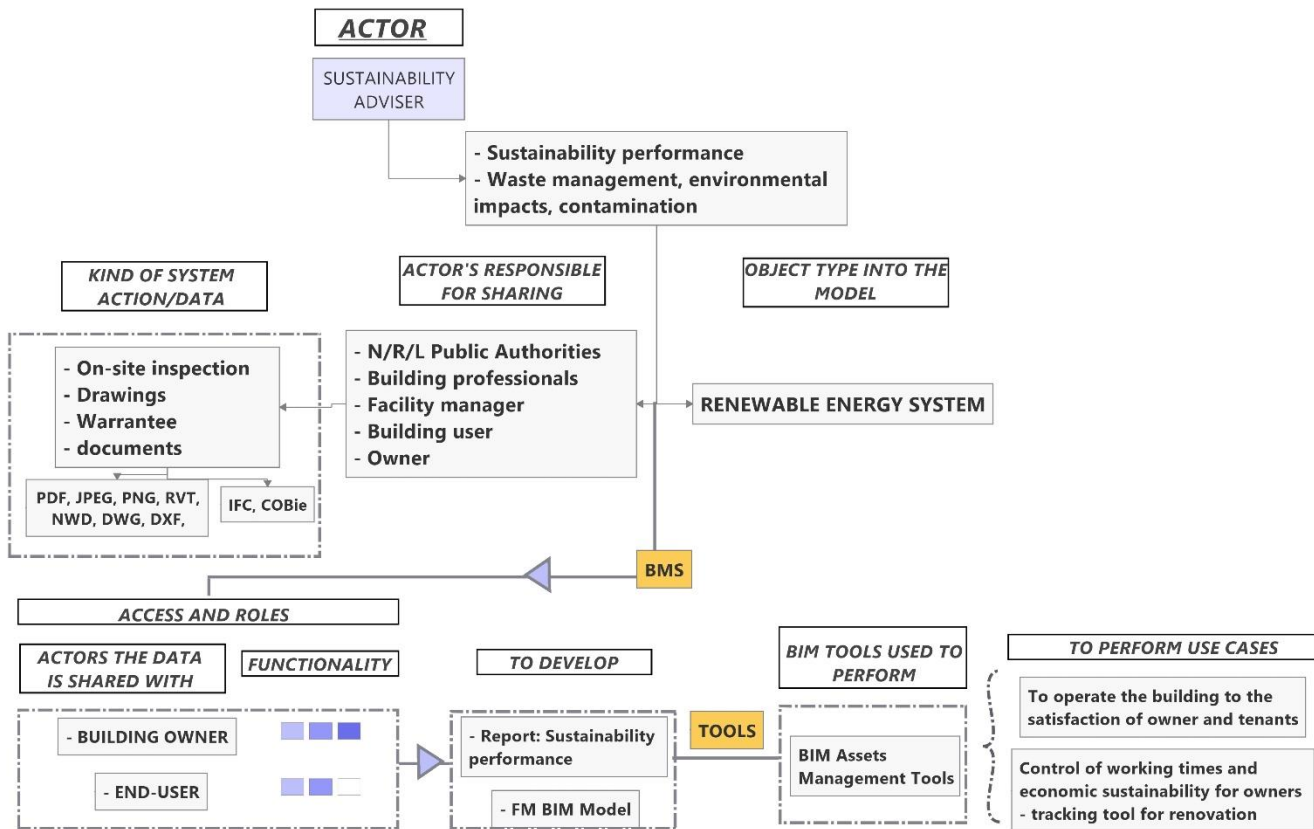 ACTOR
SUSTAINABILITY
ADVISER
- Sustainability performance
- Waste management, environmental
impacts, contamination
KIND OF SYSTEM
ACTION/DATA
ACTOR'S RESPONSIBLE
FOR SHARING
OBJECT TYPE INTO THE
MODEL
- On-site inspection
- Drawings
- Warrantee
- documents
PDF, JPEG, PNG, RVT,
NWD, DWG, DXF,
IFC, COBie
- N/R/L Public Authorities
- Building professionals
- Facility manager
- Building user
- Owner
RENEWABLE ENERGY SYSTEM
BMS
ACCESS AND ROLES
ACTORS THE DATA
IS SHARED WITH
FUNCTIONALITY
TO DEVELOP
BIM TOOLS USED TO
PERFORM
TO PERFORM USE CASES
- BUILDING OWNER
- END-USER
- Report: Sustainability
performance
- FM BIM Model
TOOLS
BIM Assets
Management Tools
To operate the building to the
satisfaction of owner and tenants
Control of working times and
economic sustainability for owners
- tracking tool for renovation